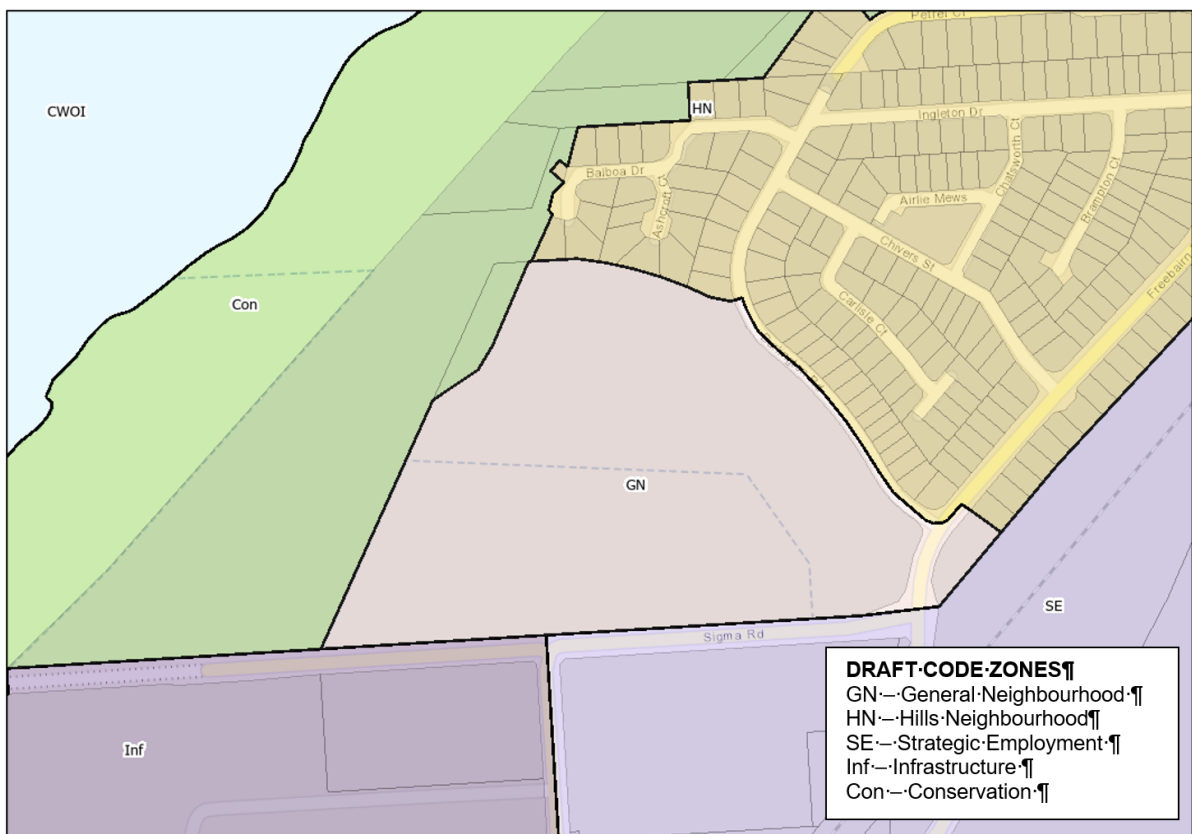 Petrel Ct
CWOI
HN
Ingleton Dr
Chatsworth Ct
Brampton Ct
Balboa Dr
Ashcroft Ct
Airlie Mews
Chivers St
Freebairn
Con
Carlisle Ct
GN
SE
Sigma Rd
Inf
DRAFT·CODE·ZONES¶
GN·–·General·Neighbourhood·¶
HN·–·Hills·Neighbourhood¶
SE·–·Strategic·Employment·¶
Inf·–·Infrastructure·¶
Con·–·Conservation·¶